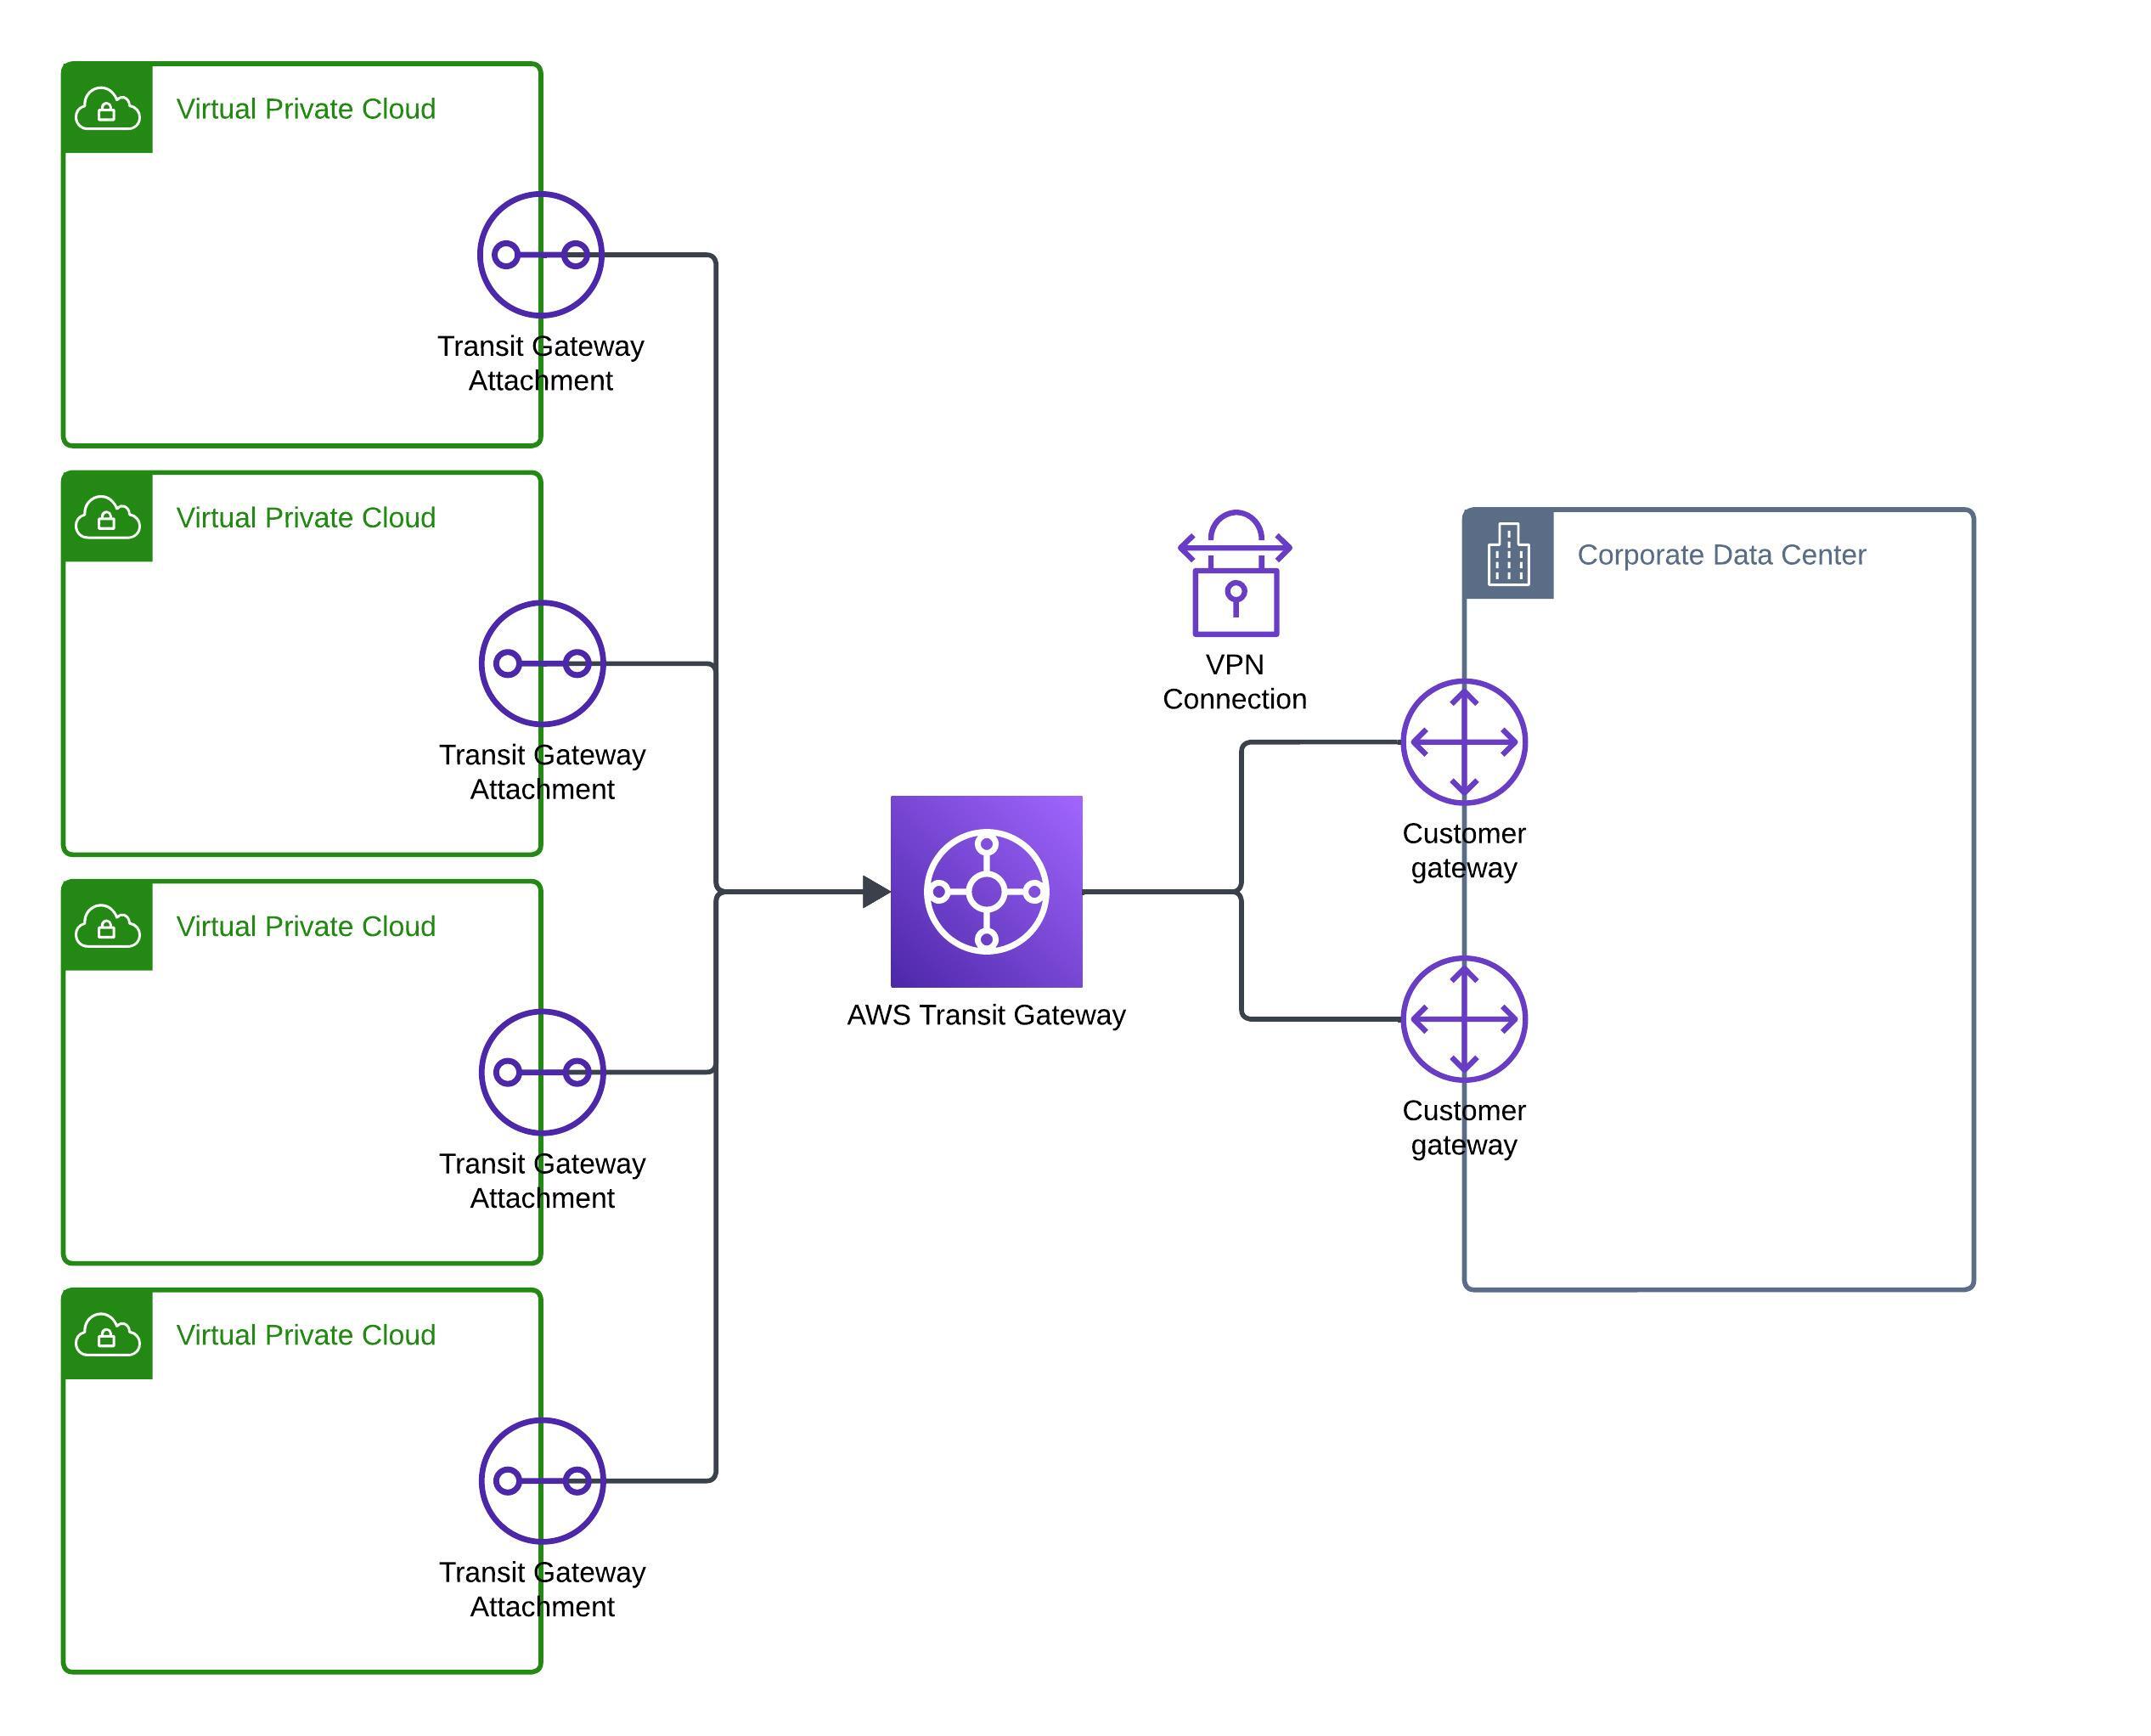 Virtual Private Cloud
Transit Gateway
Attachment
Virtual Private Cloud
Transit Gateway
Attachment
Virtual Private Cloud
Transit Gateway
Attachment
Virtual Private Cloud
Transit Gateway
Attachment
AWS Transit Gateway
VPN
Connection
Corporate Data Center
Customer
gateway
Customer
gateway